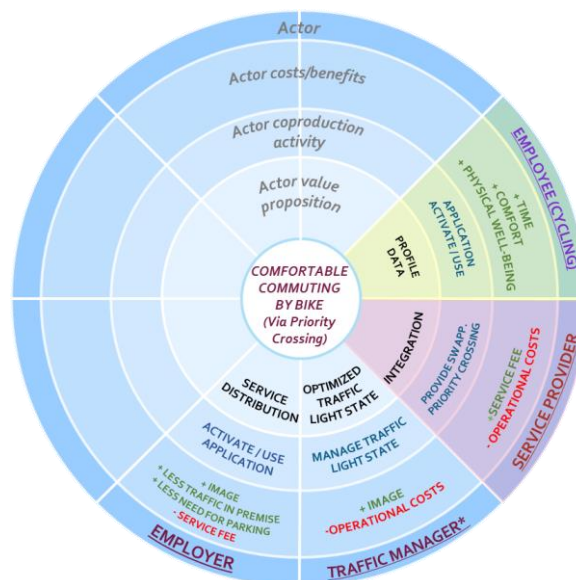 Actor
Actor costs/benefits
Actor coproduction
activity
Actor value
proposition
COMFORTABLE
COMMUTING
BY BIKE
(Via Priority
Crossing)
EMPLOYEE (CYCLING)
+ TIME
+ COMFORT
+ PHYSICAL WELL-BEING
APPLICATION
ACTIVATE / USE
PROFILE
DATA
INTEGRATION
PROVIDE SW APP.
PRIORITY CROSSING
+SERVICE FEE
- OPERATIONAL COSTS
SERVICE PROVIDER
OPTIMIZED
TRAFFIC
LIGHT STATE
MANAGE TRAFFIC
LIGHT STATE
+ IMAGE
-OPERATIONAL COSTS
TRAFFIC MANAGER*
SERVICE
DISTRIBUTION
ACTIVATE / USE
APPLICATION
+ IMAGE
+ LESS TRAFFIC IN PREMISE
+ LESS NEED FOR PARKING
- SERVICE FEE
EMPLOYER